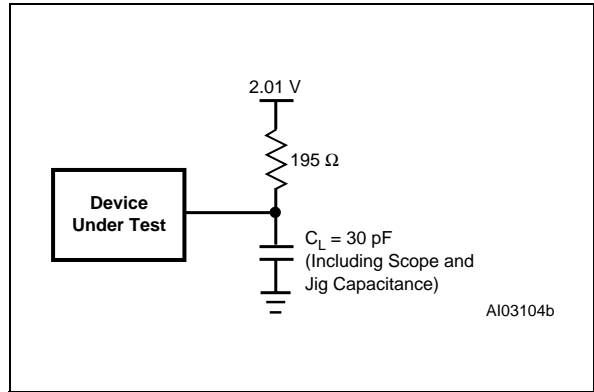 2.01 V
195 Ω
Device
Under Test
C_L = 30 pF
(Including Scope and
Jig Capacitance)
AI03104b